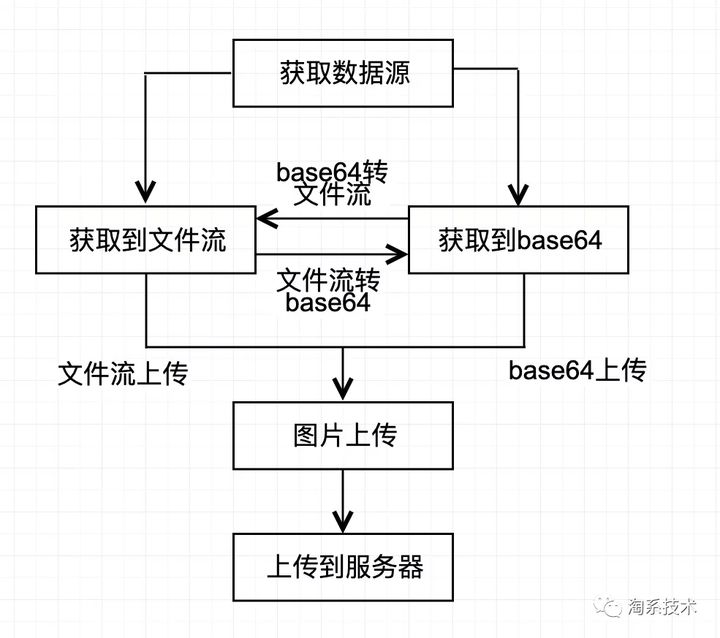 获取数据源
base64转
文件流
获取到文件流
获取到base64
文件流转
base64
文件流上传
base64上传
图片上传
上传到服务器
淘系技术